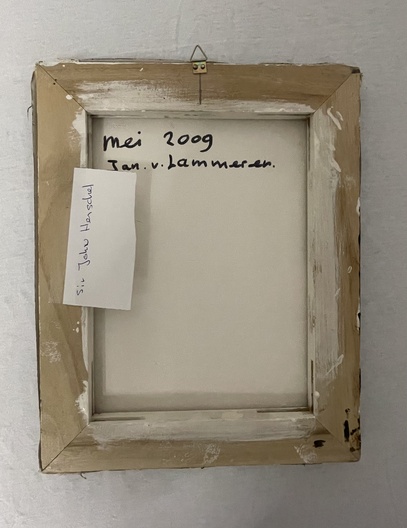 mei 2009
Jan. v. Lammeren.
Sir John Herschel